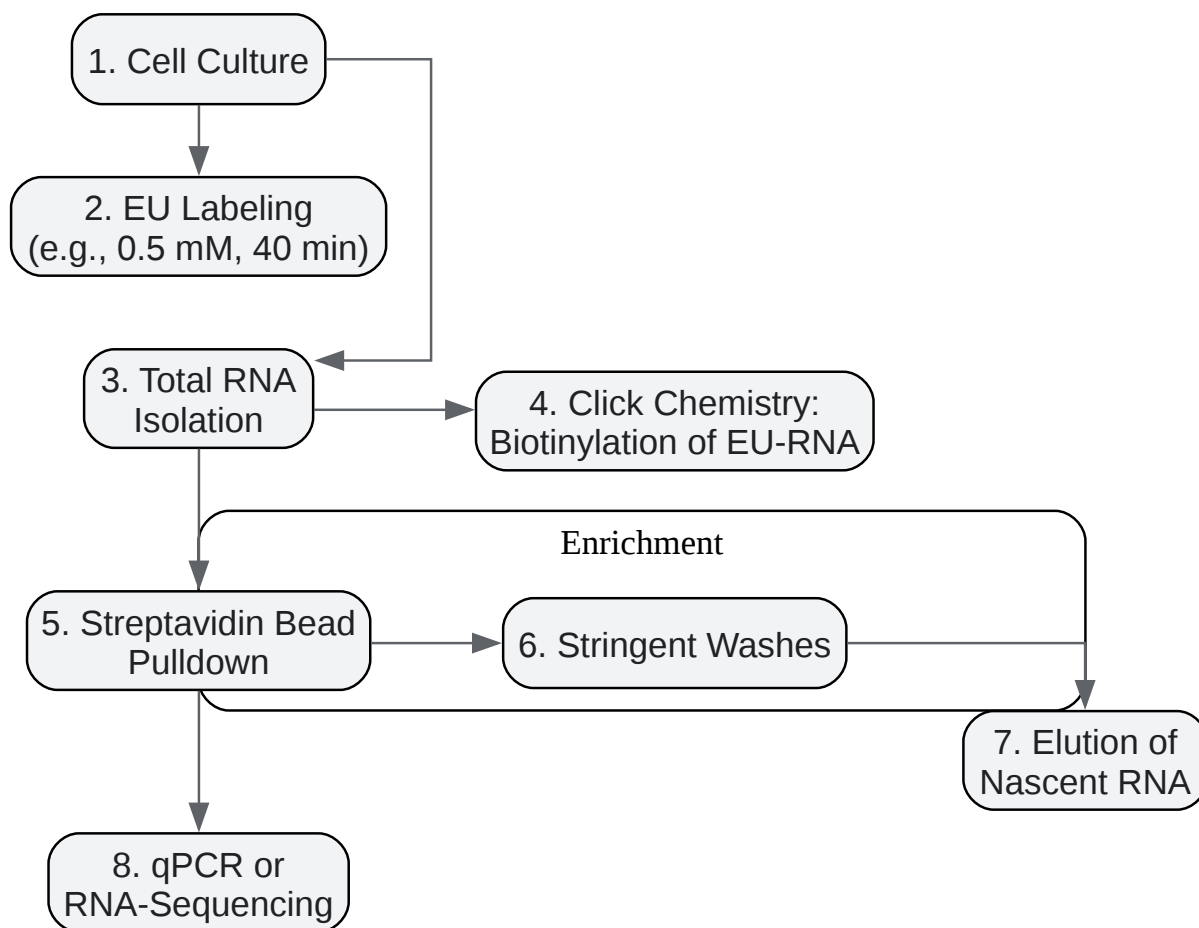 1. Cell Culture
2. EU Labeling
(e.g., 0.5 mM, 40 min)
3. Total RNA
Isolation
4. Click Chemistry:
Biotinylation of EU-RNA
Enrichment
5. Streptavidin Bead
Pulldown
6. Stringent Washes
7. Elution of
Nascent RNA
8. qPCR or
RNA-Sequencing